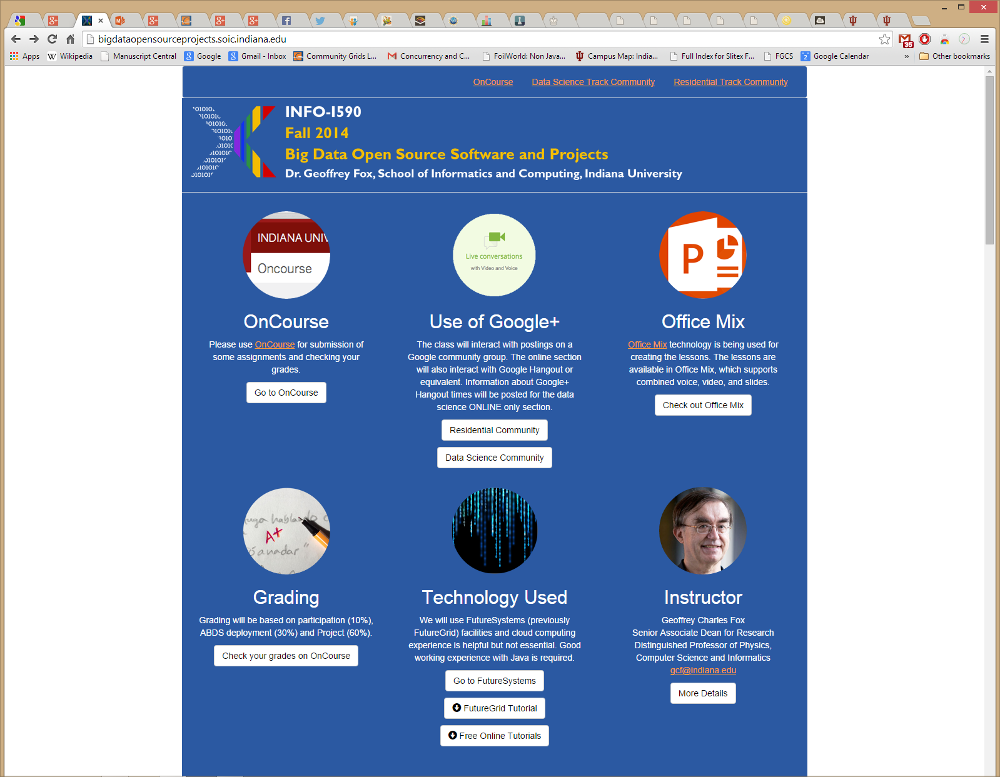 bigdataopensourceprojects.soic.indiana.edu
35
Apps
W Wikipedia
Manuscript Central
8 Google
8 Gmail - Inbox
Community Grids L...
Concurrency and C...
FoilWorld: Non Java...
Campus Map: India...
Full Index for Slitex F...
FGCS
2 Google Calendar
»
Other bookmarks
OnCourse
Data Science Track Community
Residential Track Community
INFO-I590
Fall 2014
Big Data Open Source Software and Projects
Dr. Geoffrey Fox, School of Informatics and Computing, Indiana University
INDIANA UNIV
Oncourse
Live conversations
with Video and Voice
P
OnCourse
Please use OnCourse for submission of
some assignments and checking your
grades.
Go to OnCourse
Use of Google+
The class will interact with postings on a
Google community group. The online section
will also interact with Google Hangout or
equivalent. Information about Google+
Hangout times will be posted for the data
science ONLINE only section.
Residential Community
Data Science Community
Office Mix
Office Mix technology is being used for
creating the lessons. The lessons are
available in Office Mix, which supports
combined voice, video, and slides.
Check out Office Mix
hablando
A+
anadar"
Grading
Grading will be based on participation (10%),
ABDS deployment (30%) and Project (60%).
Check your grades on OnCourse
Technology Used
We will use FutureSystems (previously
FutureGrid) facilities and cloud computing
experience is helpful but not essential. Good
working experience with Java is required.
Go to FutureSystems
FutureGrid Tutorial
Free Online Tutorials
Instructor
Geoffrey Charles Fox
Senior Associate Dean for Research
Distinguished Professor of Physics,
Computer Science and Informatics
gcf@indiana.edu
More Details